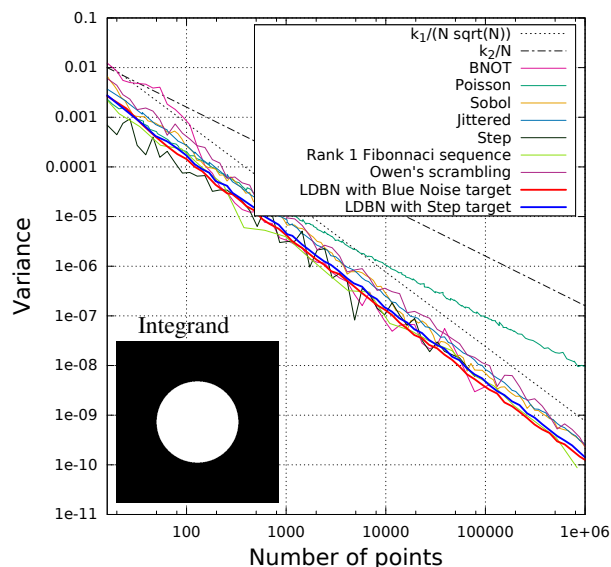 0.1
0.01
0.001
0.0001
1e-05
1e-06
1e-07
1e-08
1e-09
1e-10
1e-11
Variance
k1/(N sqrt(N))
k2/N
BNOT
Poisson
Sobol
Jittered
Step
Rank 1 Fibonnaci sequence
Owen's scrambling
LDBN with Blue Noise target
LDBN with Step target
Integrand
100 1000 10000 100000 1e+06
Number of points